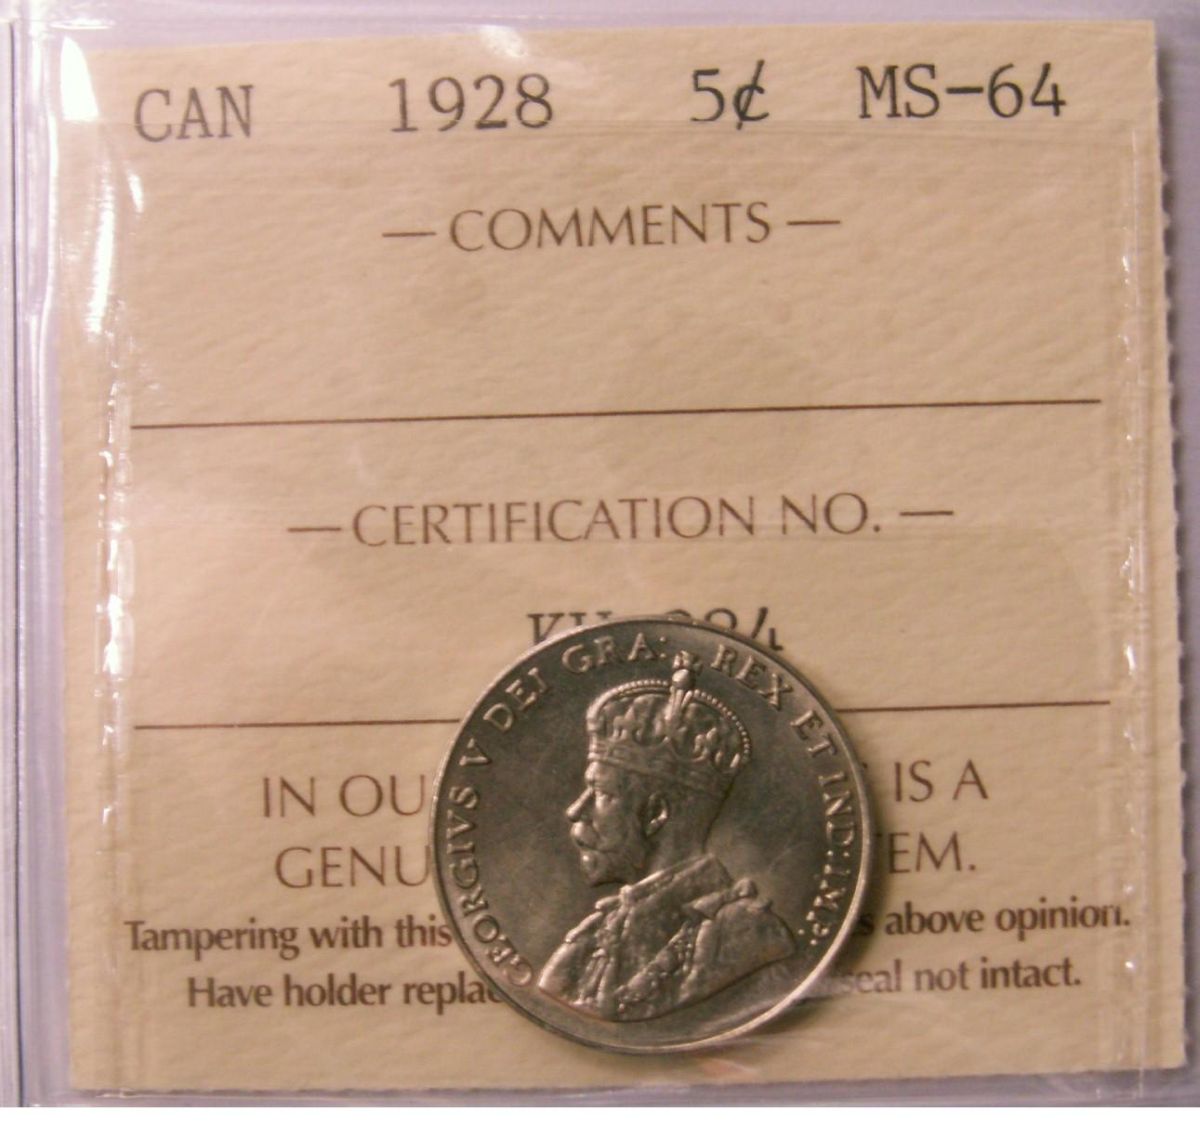 CAN 1928 5¢ MS-64
— COMMENTS —
— CERTIFICATION NO. —
GEORGIVS V DEI GRA: REX ET IND: IMP:
IN OU IS A
GENU EM.
Tampering with this above opinion.
Have holder replac seal not intact.